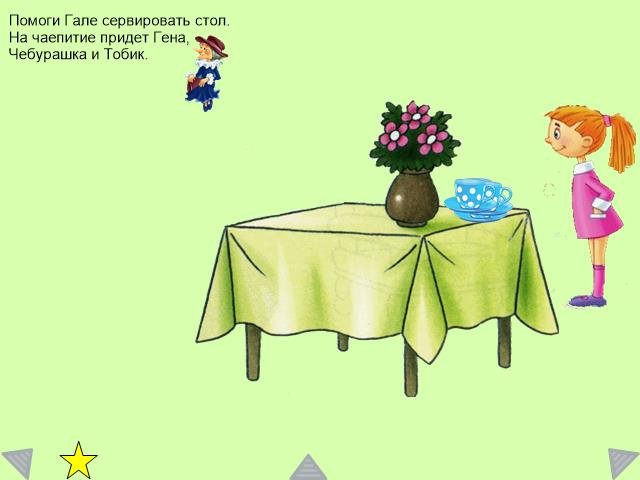 Помоги Гале сервировать стол.
На чаепитие придет Гена,
Чебурашка и Тобик.